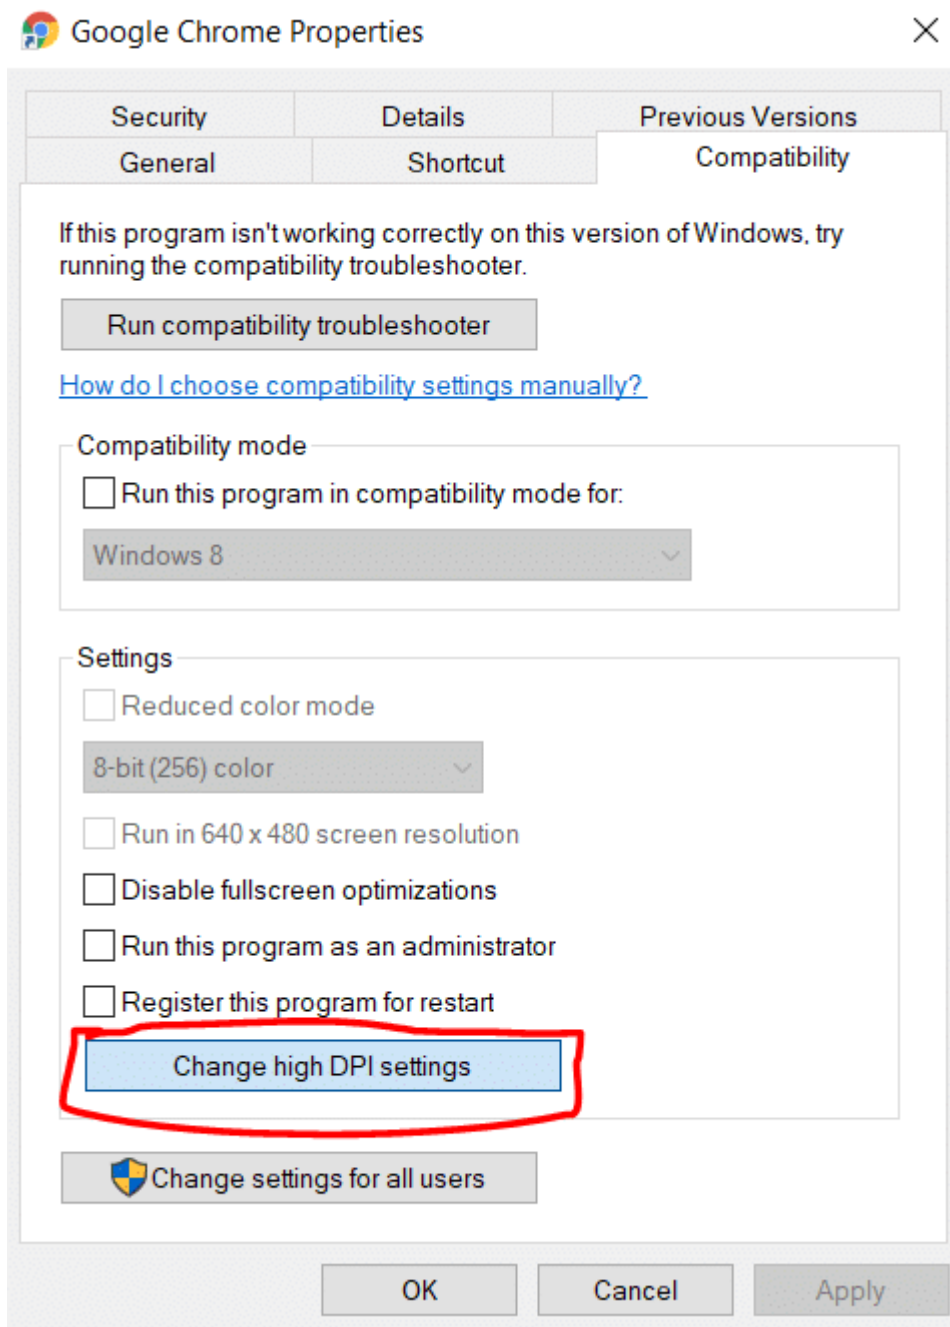 Google Chrome Properties
Security Details Previous Versions
General Shortcut Compatibility
If this program isn't working correctly on this version of Windows, try
running the compatibility troubleshooter.
Run compatibility troubleshooter
How do I choose compatibility settings manually?
Compatibility mode
Run this program in compatibility mode for:
Windows 8
Settings
Reduced color mode
8-bit (256) color
Run in 640 x 480 screen resolution
Disable fullscreen optimizations
Run this program as an administrator
Register this program for restart
Change high DPI settings
Change settings for all users
OK Cancel Apply